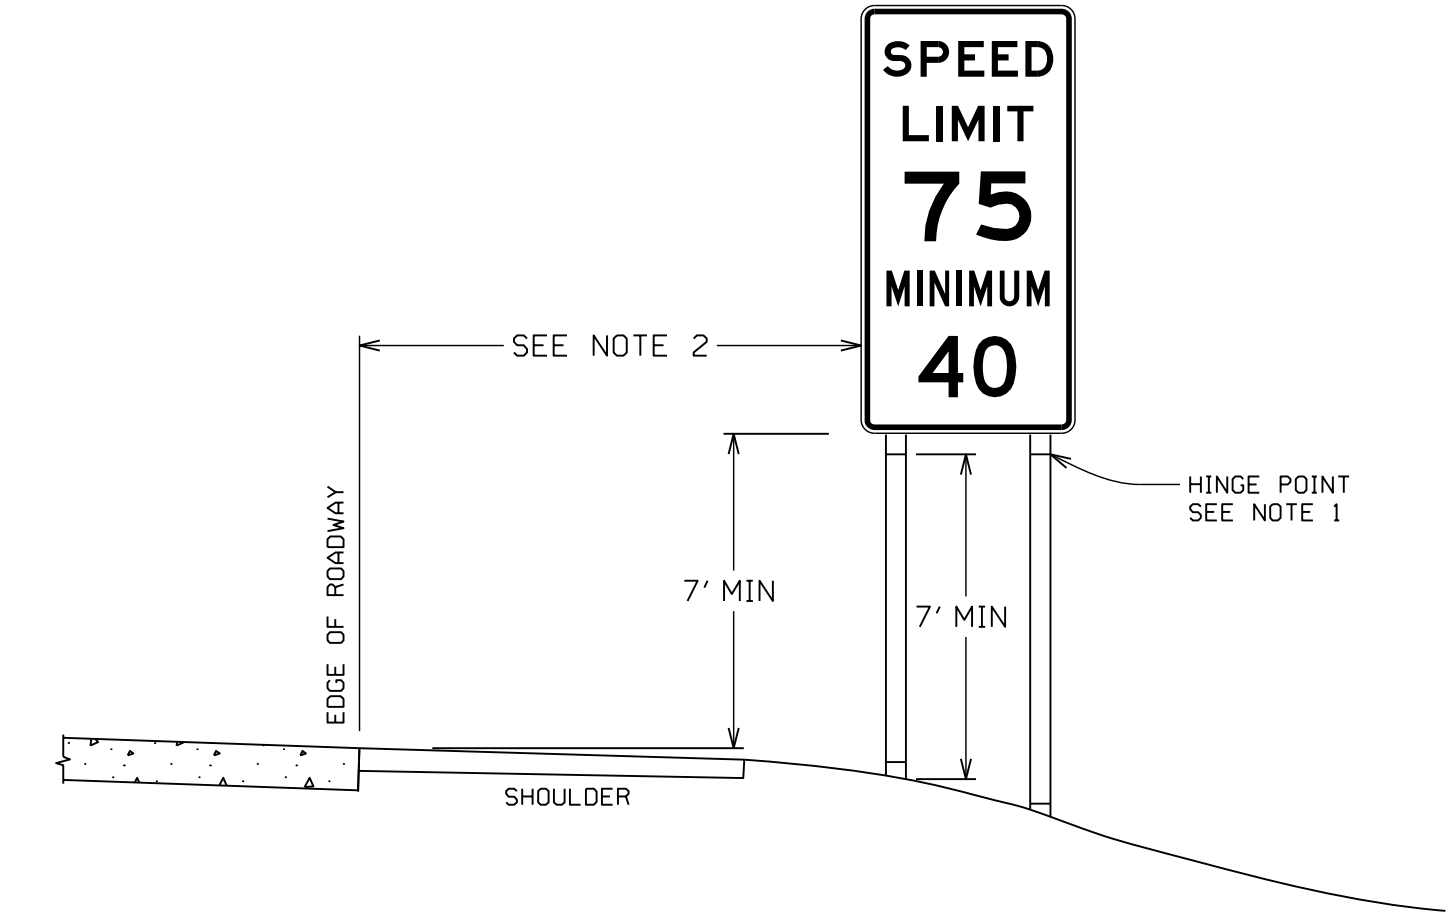 SPEED
LIMIT
75
MINIMUM
40
SEE NOTE 2
HINGE POINT
SEE NOTE 1
EDGE OF ROADWAY
7' MIN
7' MIN
SHOULDER